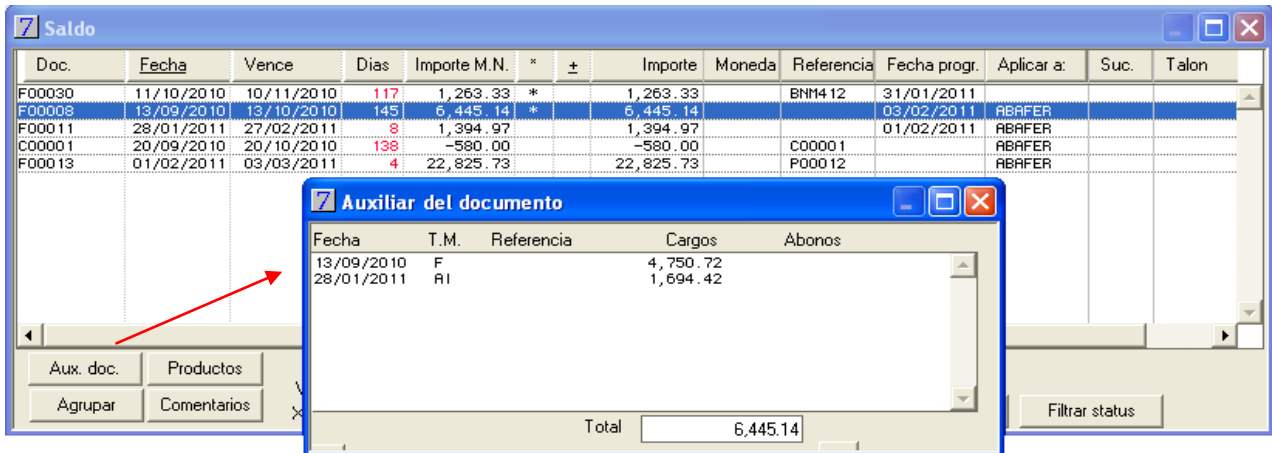 7 Saldo
Doc. Fecha Vence Dias Importe M.N. * + Importe Moneda Referencia Fecha progr. Aplicar a: Suc. Talon
F00030 11/10/2010 10/11/2010 117 1,263.33 * 1,263.33 BNM412 31/01/2011
F00008 13/09/2010 13/10/2010 145 6,445.14 * 6,445.14 03/02/2011 ABAFER
F00011 28/01/2011 27/02/2011 8 1,394.97 1,394.97 01/02/2011 ABAFER
C00001 20/09/2010 20/10/2010 138 -580.00 -580.00 C00001 ABAFER
F00013 01/02/2011 03/03/2011 4 22,825.73 22,825.73 P00012 ABAFER
7 Auxiliar del documento
Fecha T.M. Referencia Cargos Abonos
13/09/2010 F 4,750.72
28/01/2011 AI 1,694.42
Total 6,445.14
Aux. doc. Productos
Agrupar Comentarios Filtrar status